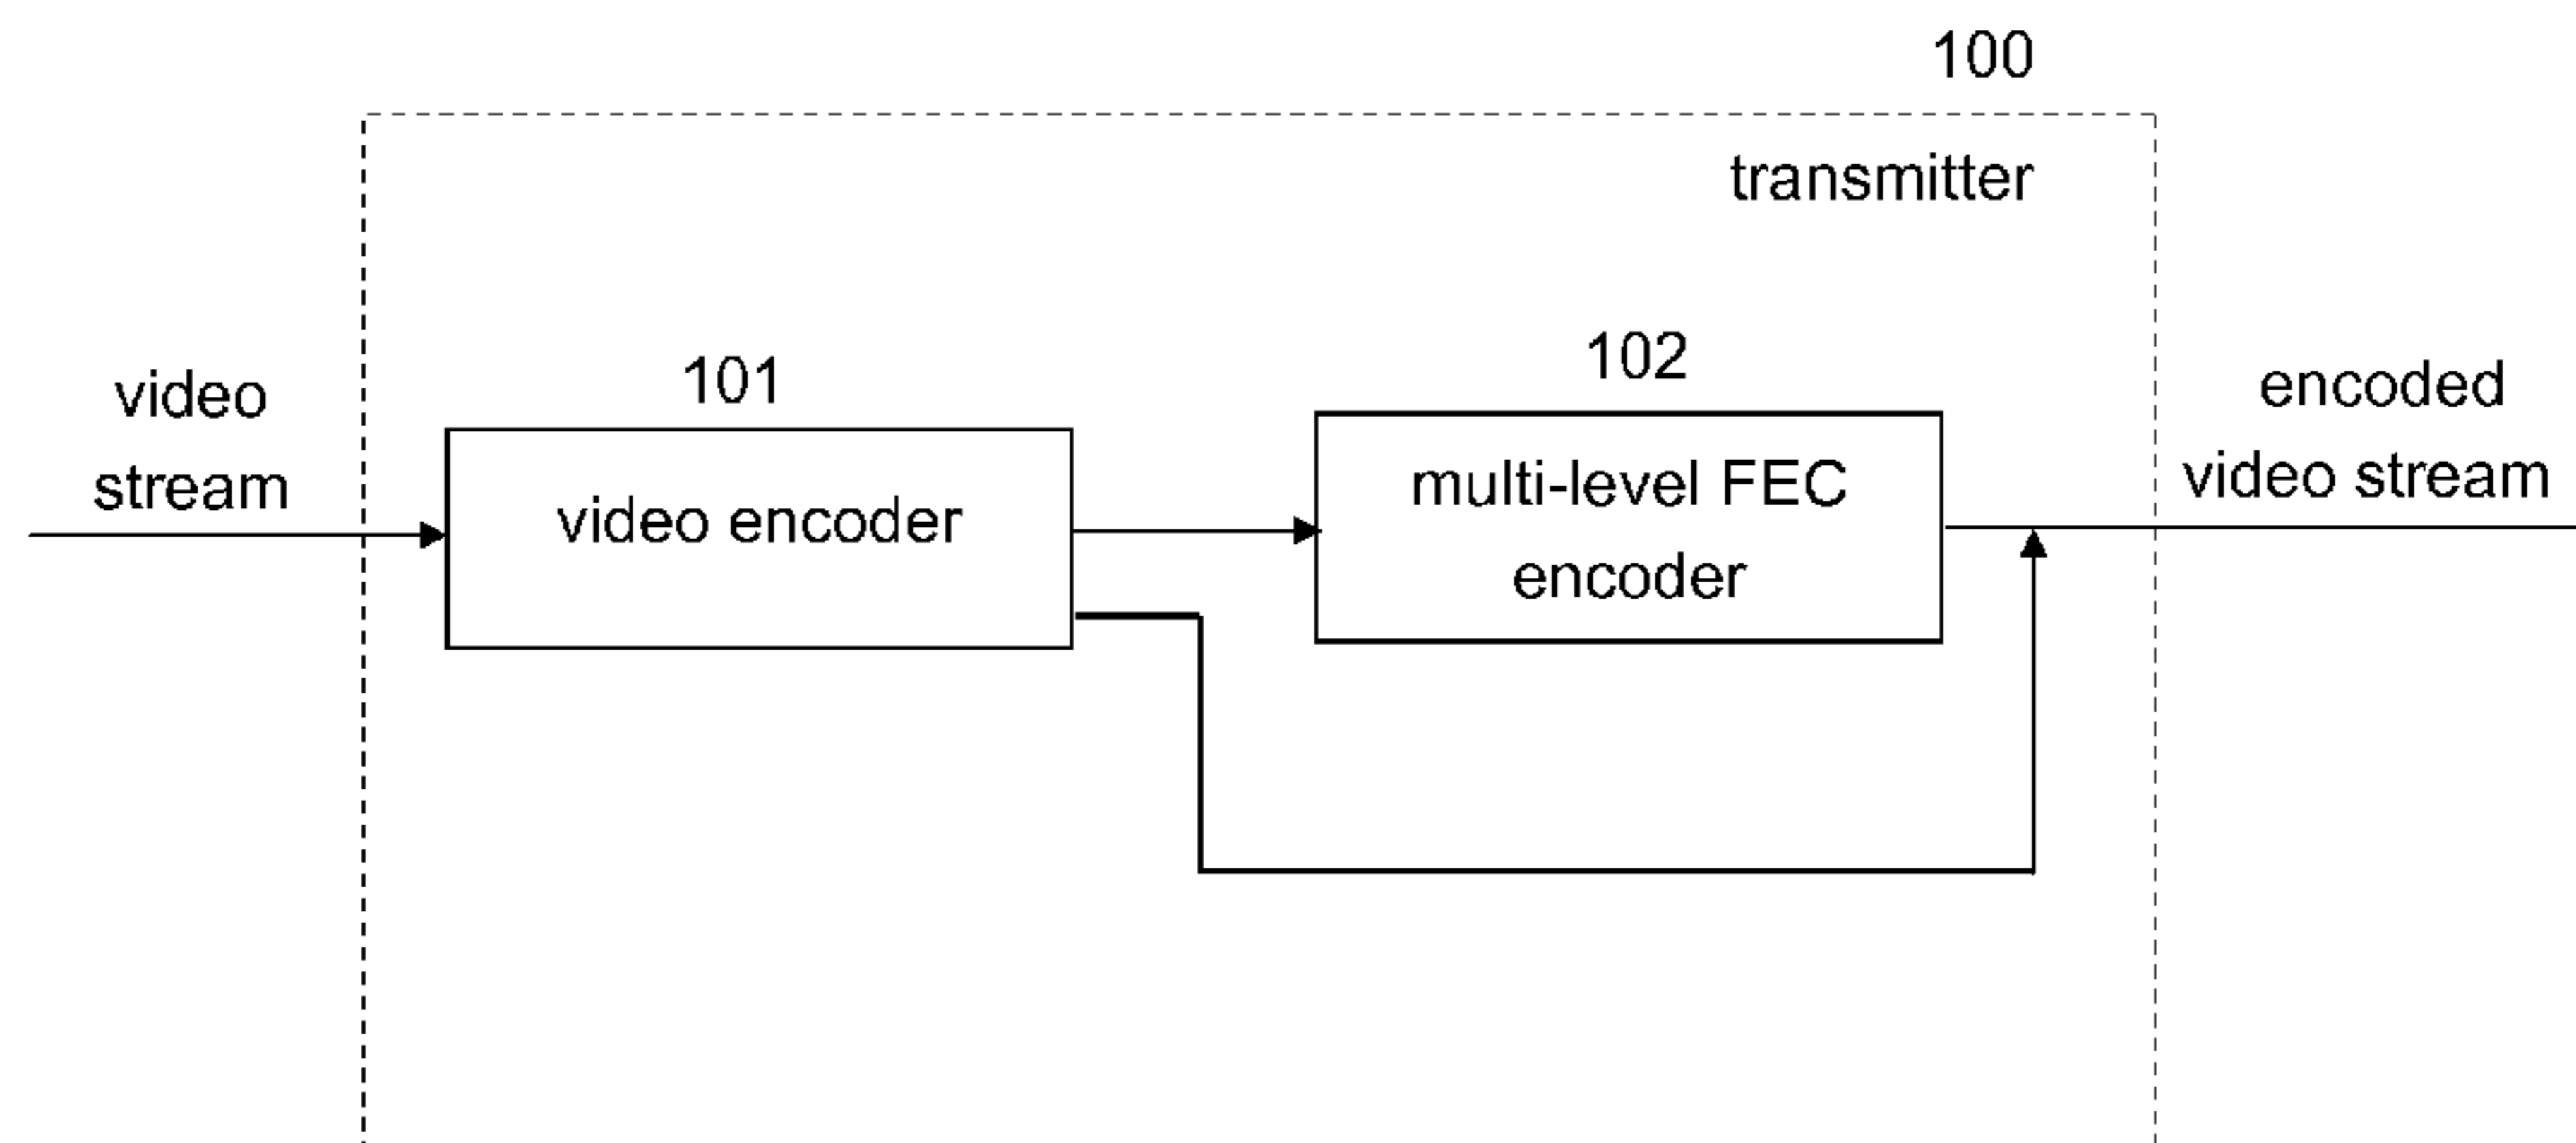 100
transmitter
video
stream
101
video encoder
102
multi-level FEC
encoder
encoded
video stream